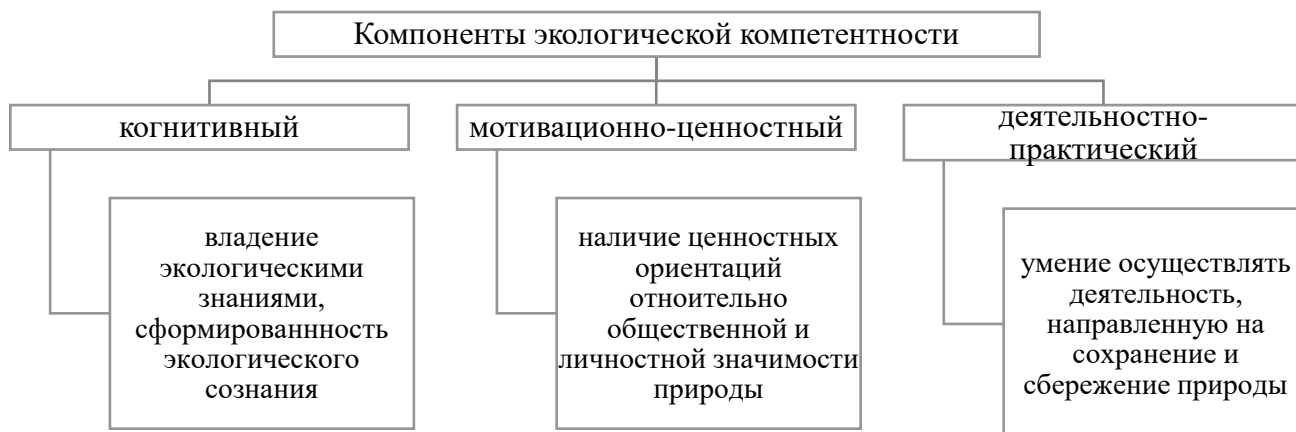 Компоненты экологической компетентности
когнитивный
мотивационно-ценностный
деятельностно-
практический
владение
экологическими
знаниями,
сформированнность
экологического
сознания
наличие ценностных
ориентаций
отноительно
общественной и
личностной значимости
природы
умение осуществлять
деятельность,
направленную на
сохранение и
сбережение природы